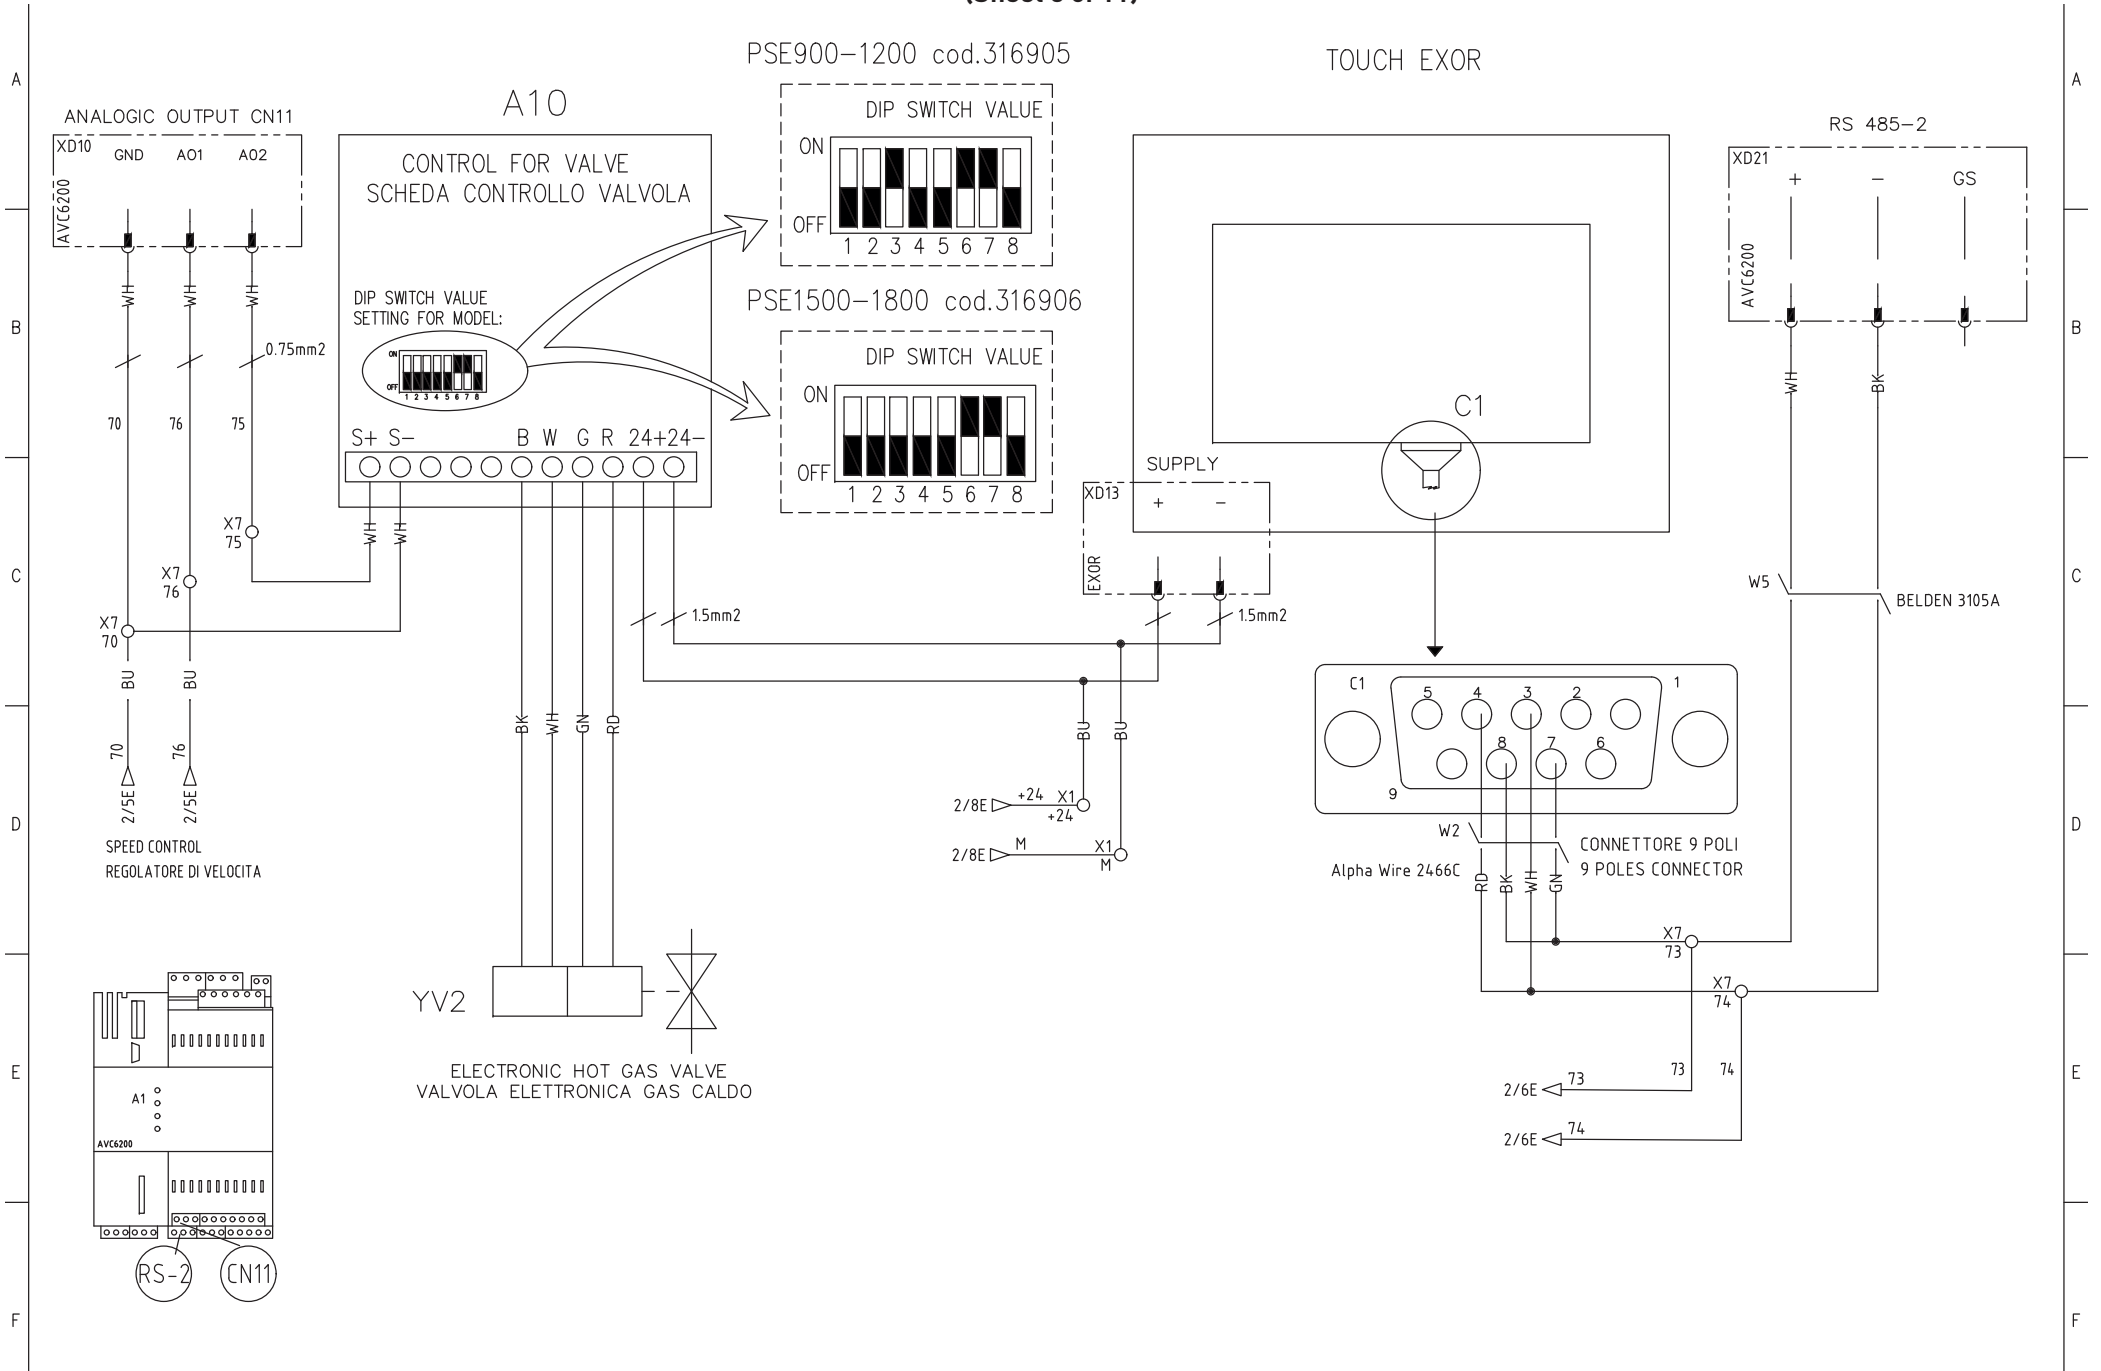 A
A
PSE900-1200 cod.316905
TOUCH EXOR
DIP SWITCH VALUE
ON
OFF
1 2 3 4 5 6 7 8
ANALOGIC OUTPUT CN11
XD10
GND AO1 AO2
AVC6200
A10
CONTROL FOR VALVE
SCHEDA CONTROLLO VALVOLA
RS 485-2
XD21
+ − GS
AVC6200
B
B
WH WH WH
0.75mm2
70 76 75
DIP SWITCH VALUE
SETTING FOR MODEL:
ON
OFF
1 2 3 4 5 6 7 8
PSE1500-1800 cod.316906
DIP SWITCH VALUE
ON
OFF
1 2 3 4 5 6 7 8
S+ S- B W G R 24+24-
C1
SUPPLY
XD13
+ −
EXOR
WH BK
C
C
X7
75
X7
76
X7
70
WH WH
1.5mm2
1.5mm2
W5
BELDEN 3105A
BU BU
70 76
2/5E 2/5E
SPEED CONTROL
REGOLATORE DI VELOCITA
BK WH GN RD
BU BU
2/8E +24 X1
+24
2/8E M X1
M
D
D
C1
5 4 3 2 1
8 7 6
9
W2
CONNETTORE 9 POLI
Alpha Wire 2466C
9 POLES CONNECTOR
RD BK WH GN
X7
73
X7
74
73 74
2/6E 73
2/6E 74
E
E
YV2
ELECTRONIC HOT GAS VALVE
VALVOLA ELETTRONICA GAS CALDO
A1
AVC6200
RS-2 CN11
F
F